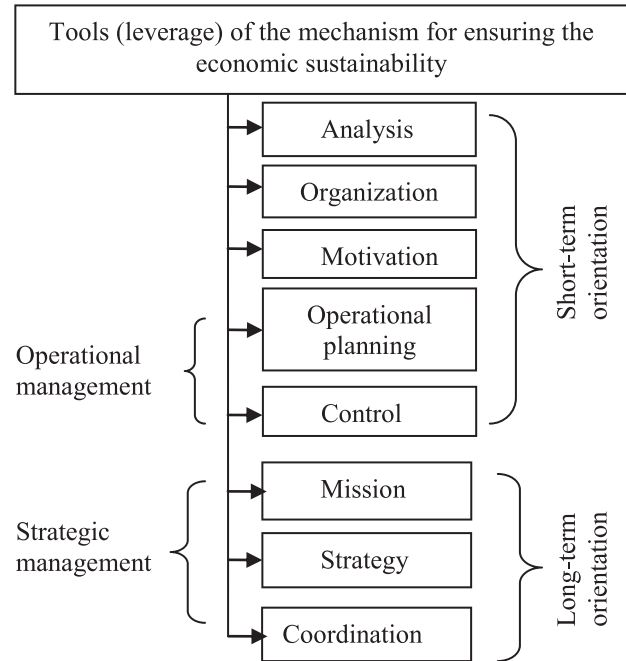 Tools (leverage) of the mechanism for ensuring the
economic sustainability
Analysis
Organization
Motivation
Operational
planning
Control
Short-term
orientation
Operational
management
Mission
Strategy
Coordination
Strategic
management
Long-term
orientation